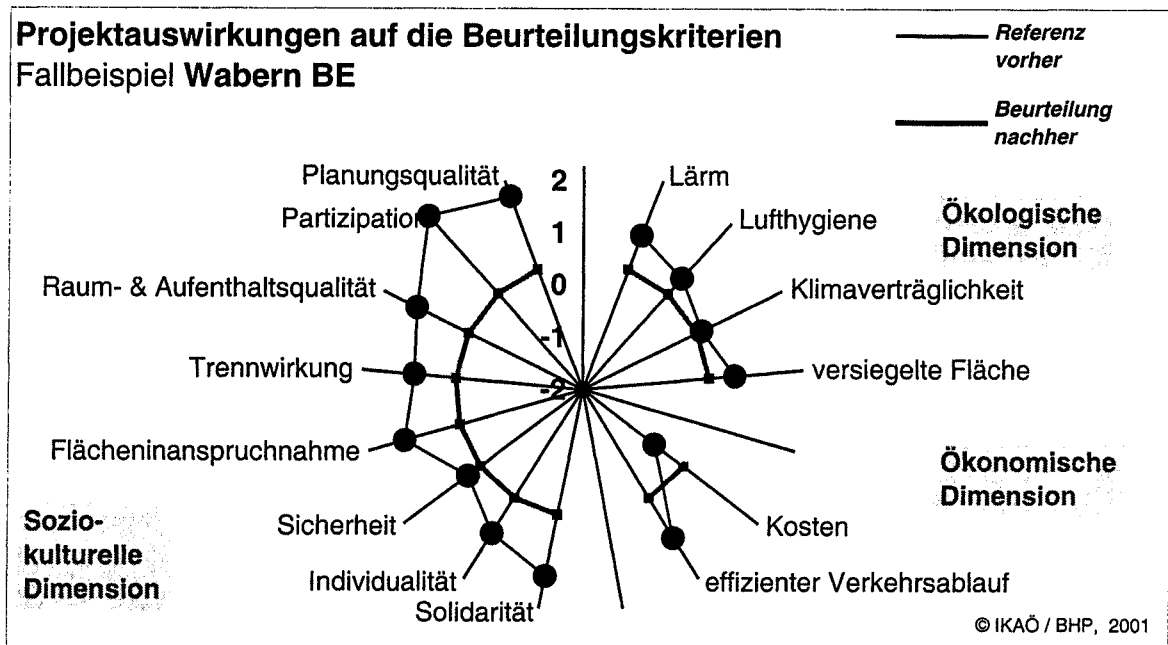 Projektauswirkungen auf die Beurteilungskriterien
Fallbeispiel Wabern BE
Referenz
vorher
Beurteilung
nachher
Planungsqualität
Partizipation
Raum- & Aufenthaltsqualität
Trennwirkung
Flächeninanspruchnahme
Sicherheit
Individualität
Solidarität
Sozio-
kulturelle
Dimension
2
1
0
-1
-2
Lärm
Lufthygiene
Klimaverträglichkeit
versiegelte Fläche
Ökologische
Dimension
Ökonomische
Dimension
Kosten
effizienter Verkehrsablauf
© IKAÖ / BHP, 2001